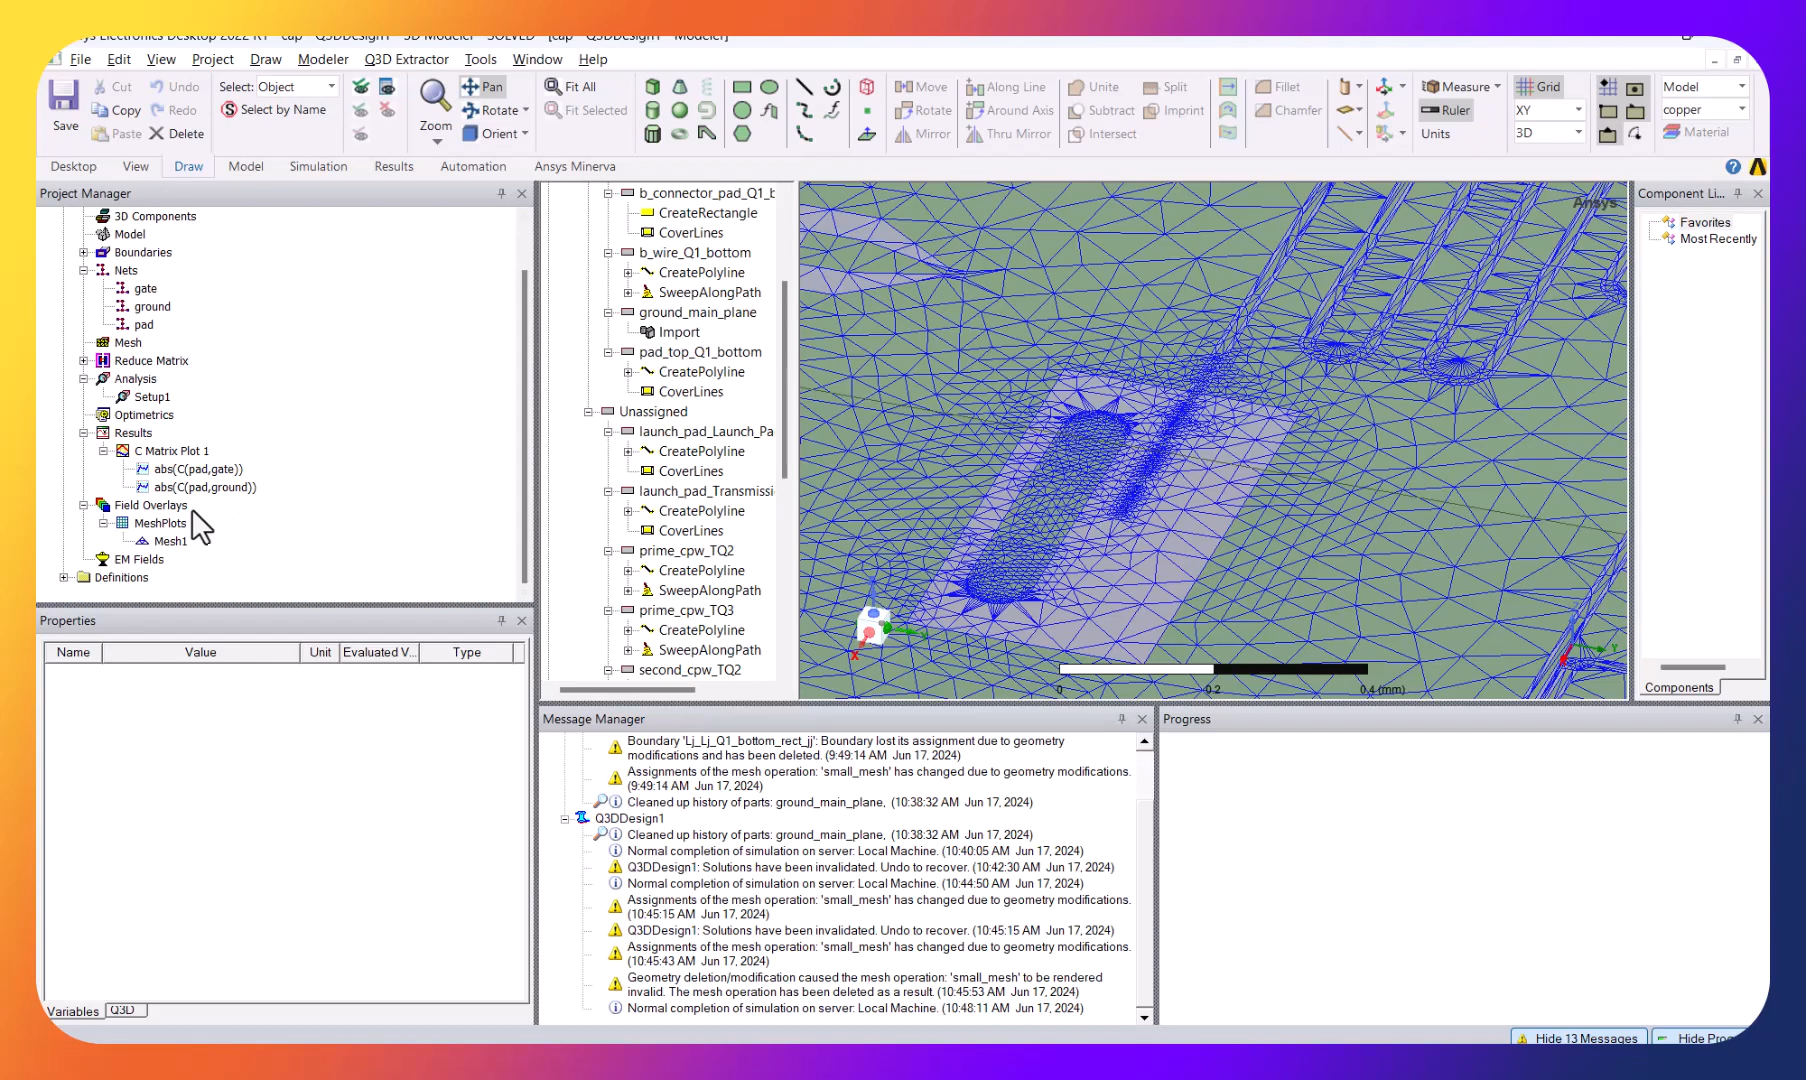 File Edit View Project Draw Modeler Q3D Extractor Tools Window Help
Save Cut Copy Paste Undo Redo Delete
Select: Object
Select by Name
Zoom Pan Rotate Orient
Fit All
Fit Selected
Move Rotate Mirror
Along Line
Around Axis
Thru Mirror
Unite Subtract Intersect
Split Imprint
Fillet Chamfer
Measure Ruler Units
Grid XY 3D
Model copper Material
Desktop View Draw Model Simulation Results Automation Ansys Minerva
Project Manager
3D Components
Model
Boundaries
Nets
gate
ground
pad
Mesh
Reduce Matrix
Analysis
Setup1
Optimetrics
Results
C Matrix Plot 1
abs(C(pad,gate))
abs(C(pad,ground))
Field Overlays
MeshPlots
Mesh1
EM Fields
Definitions
Properties
Name Value Unit Evaluated V... Type
Variables Q3D
b_connector_pad_Q1_b
CreateRectangle
CoverLines
b_wire_Q1_bottom
CreatePolyline
SweepAlongPath
ground_main_plane
Import
pad_top_Q1_bottom
CreatePolyline
CoverLines
Unassigned
launch_pad_Launch_Pa
CreatePolyline
CoverLines
launch_pad_Transmissi
CreatePolyline
CoverLines
prime_cpw_TQ2
CreatePolyline
SweepAlongPath
prime_cpw_TQ3
CreatePolyline
SweepAlongPath
second_cpw_TQ2
Ansys
X
Y
0 0.2 0.4 (mm)
Component Li...
Favorites
Most Recently
Components
Message Manager
Boundary 'Lj_Lj_Q1_bottom_rect_jj': Boundary lost its assignment due to geometry
modifications and has been deleted. (9:49:14 AM Jun 17, 2024)
Assignments of the mesh operation: 'small_mesh' has changed due to geometry modifications.
(9:49:14 AM Jun 17, 2024)
Cleaned up history of parts: ground_main_plane, (10:38:32 AM Jun 17, 2024)
Q3DDesign1
Cleaned up history of parts: ground_main_plane, (10:38:32 AM Jun 17, 2024)
Normal completion of simulation on server: Local Machine. (10:40:05 AM Jun 17, 2024)
Q3DDesign1: Solutions have been invalidated. Undo to recover. (10:42:30 AM Jun 17, 2024)
Normal completion of simulation on server: Local Machine. (10:44:50 AM Jun 17, 2024)
Assignments of the mesh operation: 'small_mesh' has changed due to geometry modifications.
(10:45:15 AM Jun 17, 2024)
Q3DDesign1: Solutions have been invalidated. Undo to recover. (10:45:15 AM Jun 17, 2024)
Assignments of the mesh operation: 'small_mesh' has changed due to geometry modifications.
(10:45:43 AM Jun 17, 2024)
Geometry deletion/modification caused the mesh operation: 'small_mesh' to be rendered
invalid. The mesh operation has been deleted as a result. (10:45:53 AM Jun 17, 2024)
Normal completion of simulation on server: Local Machine. (10:48:11 AM Jun 17, 2024)
Progress
Hide 13 Messages